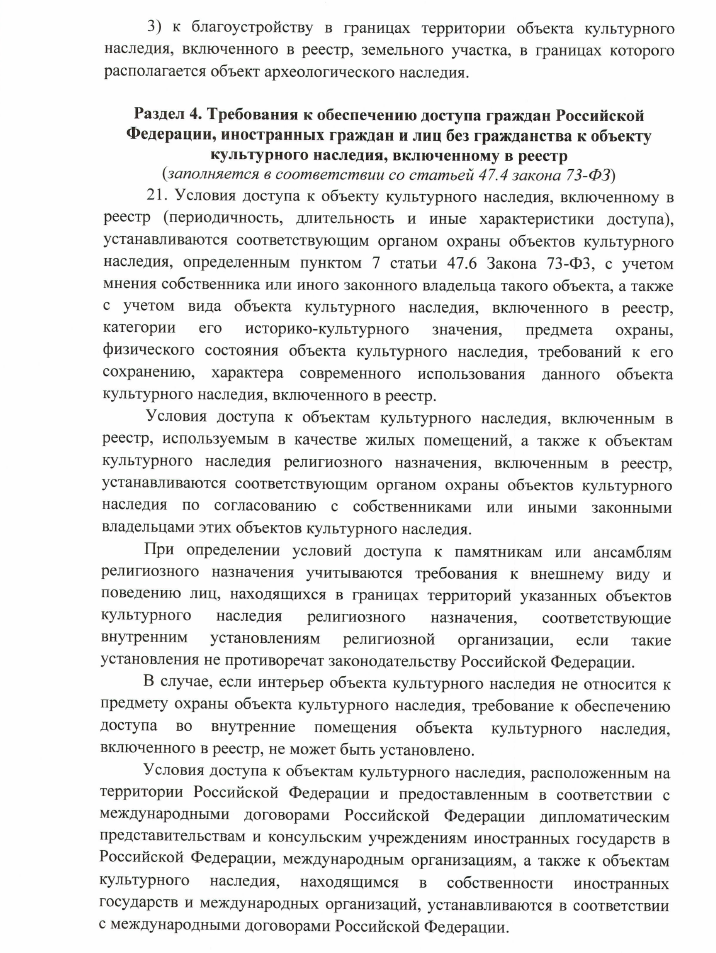 3) к благоустройству в границах территории объекта культурного
наследия, включенного в реестр, земельного участка, в границах которого
располагается объект археологического наследия.
Раздел 4. Требования к обеспечению доступа граждан Российской
Федерации, иностранных граждан и лиц без гражданства к объекту
культурного наследия, включенному в реестр
(заполняется в соответствии со статьей 47.4 закона 73-ФЗ)
21. Условия доступа к объекту культурного наследия, включенному в
реестр (периодичность, длительность и иные характеристики доступа),
устанавливаются соответствующим органом охраны объектов культурного
наследия, определенным пунктом 7 статьи 47.6 Закона 73-ФЗ, с учетом
мнения собственника или иного законного владельца такого объекта, а также
с учетом вида объекта культурного наследия, включенного в реестр,
категории его историко-культурного значения, предмета охраны,
физического состояния объекта культурного наследия, требований к его
сохранению, характера современного использования данного объекта
культурного наследия, включенного в реестр.
Условия доступа к объектам культурного наследия, включенным в
реестр, используемым в качестве жилых помещений, а также к объектам
культурного наследия религиозного назначения, включенным в реестр,
устанавливаются соответствующим органом охраны объектов культурного
наследия по согласованию с собственниками или иными законными
владельцами этих объектов культурного наследия.
При определении условий доступа к памятникам или ансамблям
религиозного назначения учитываются требования к внешнему виду и
поведению лиц, находящихся в границах территорий указанных объектов
культурного наследия религиозного назначения, соответствующие
внутренним установлениям религиозной организации, если такие
установления не противоречат законодательству Российской Федерации.
В случае, если интерьер объекта культурного наследия не относится к
предмету охраны объекта культурного наследия, требование к обеспечению
доступа во внутренние помещения объекта культурного наследия,
включенного в реестр, не может быть установлено.
Условия доступа к объектам культурного наследия, расположенным на
территории Российской Федерации и предоставленным в соответствии с
международными договорами Российской Федерации дипломатическим
представительствам и консульским учреждениям иностранных государств в
Российской Федерации, международным организациям, а также к объектам
культурного наследия, находящимся в собственности иностранных
государств и международных организаций, устанавливаются в соответствии
с международными договорами Российской Федерации.